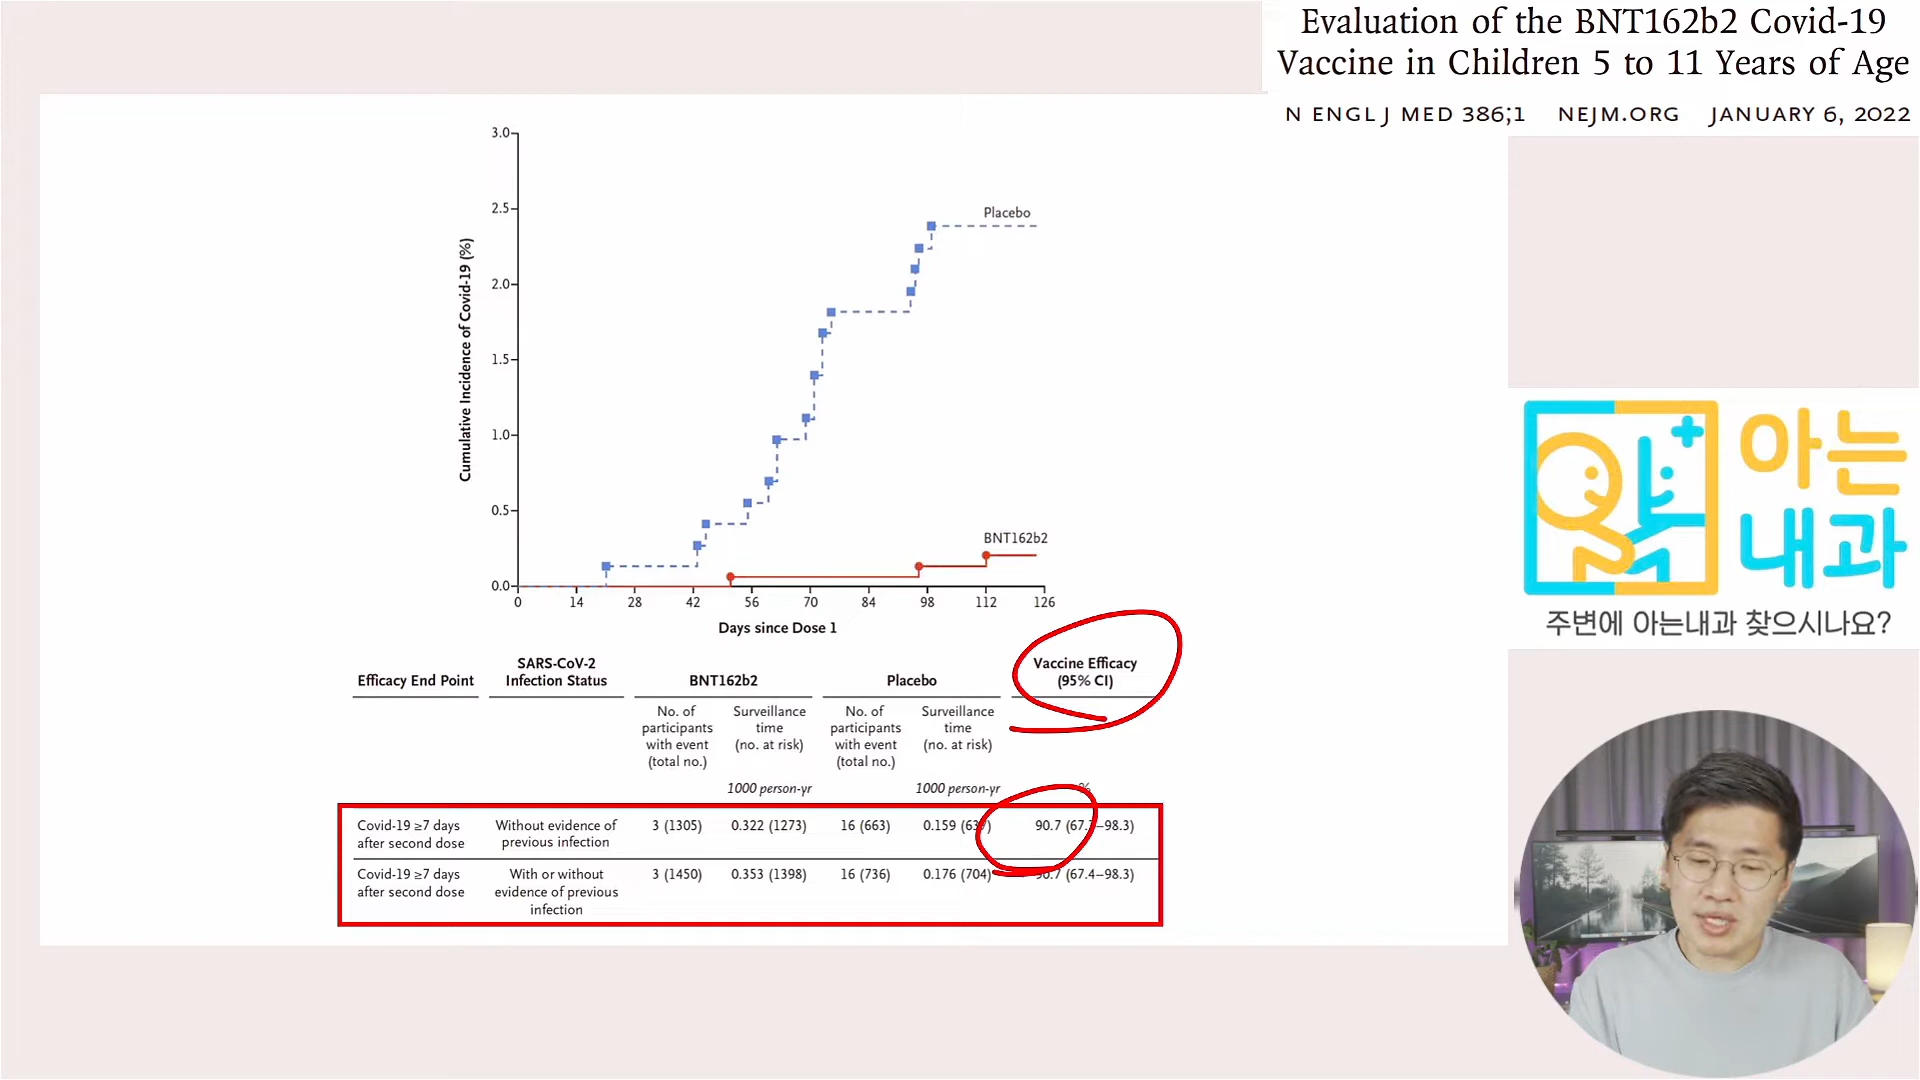 Evaluation of the BNT162b2 Covid-19
Vaccine in Children 5 to 11 Years of Age
N ENGL J MED 386;1 NEJM.ORG JANUARY 6, 2022
3.0
2.5
2.0
1.5
1.0
0.5
0.0
Cumulative Incidence of Covid-19 (%)
Placebo
BNT162b2
0 14 28 42 56 70 84 98 112 126
Days since Dose 1
Efficacy End Point
SARS-CoV-2
Infection Status
BNT162b2
Placebo
Vaccine Efficacy
(95% CI)
No. of
participants
with event
(total no.)
Surveillance
time
(no. at risk)
No. of
participants
with event
(total no.)
Surveillance
time
(no. at risk)
1000 person-yr
1000 person-yr
%
Covid-19 ≥7 days
after second dose
Without evidence of
previous infection
3 (1305)
0.322 (1273)
16 (663)
0.159
90.7
–98.3)
Covid-19 ≥7 days
after second dose
With or without
evidence of previous
infection
3 (1450)
0.353 (1398)
16 (736)
0.176 (704)
90.7 (67.4–98.3)
아는
내과
주변에 아는내과 찾으시나요?